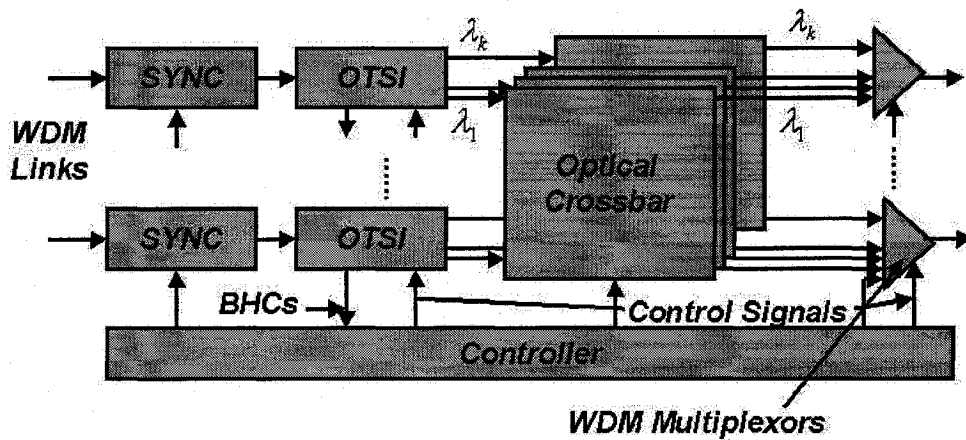 λk
λk
SYNC
OTSI
λ1
λ1
WDM
Links
Optical
Crossbar
SYNC
OTSI
BHCs
Control Signals
Controller
WDM Multiplexors